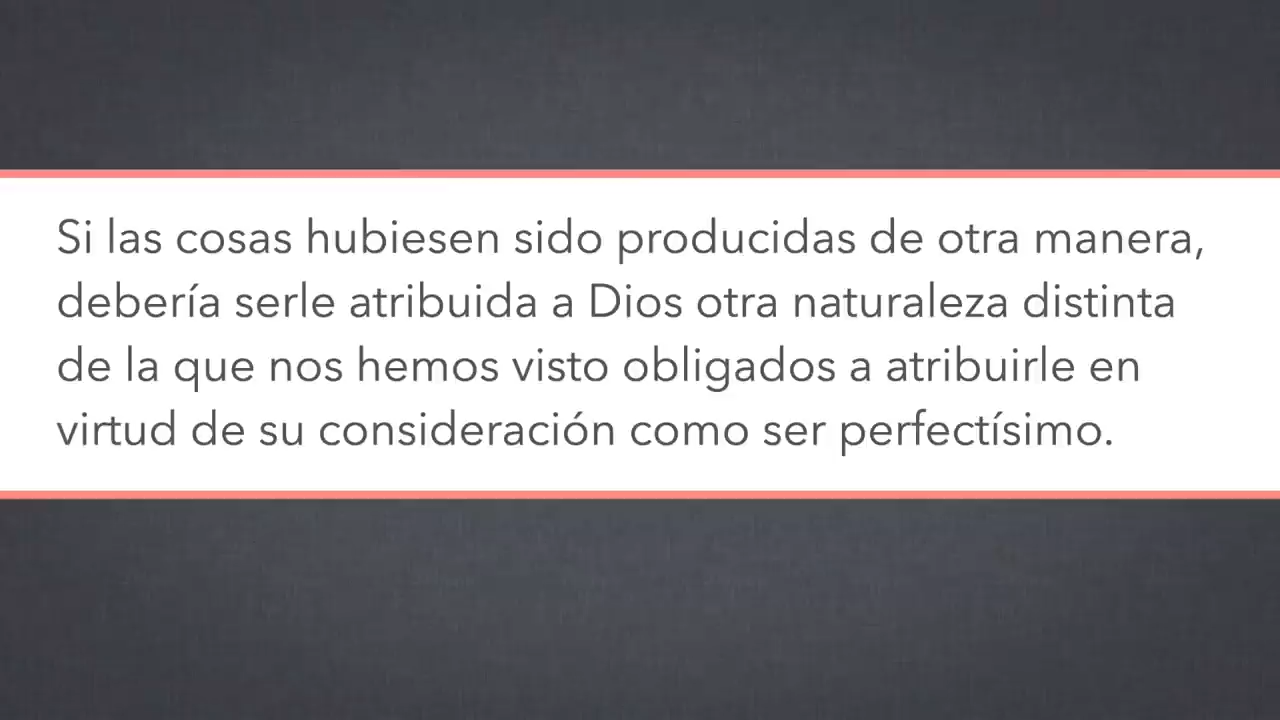 Si las cosas hubiesen sido producidas de otra manera,
debería serle atribuida a Dios otra naturaleza distinta
de la que nos hemos visto obligados a atribuirle en
virtud de su consideración como ser perfectísimo.